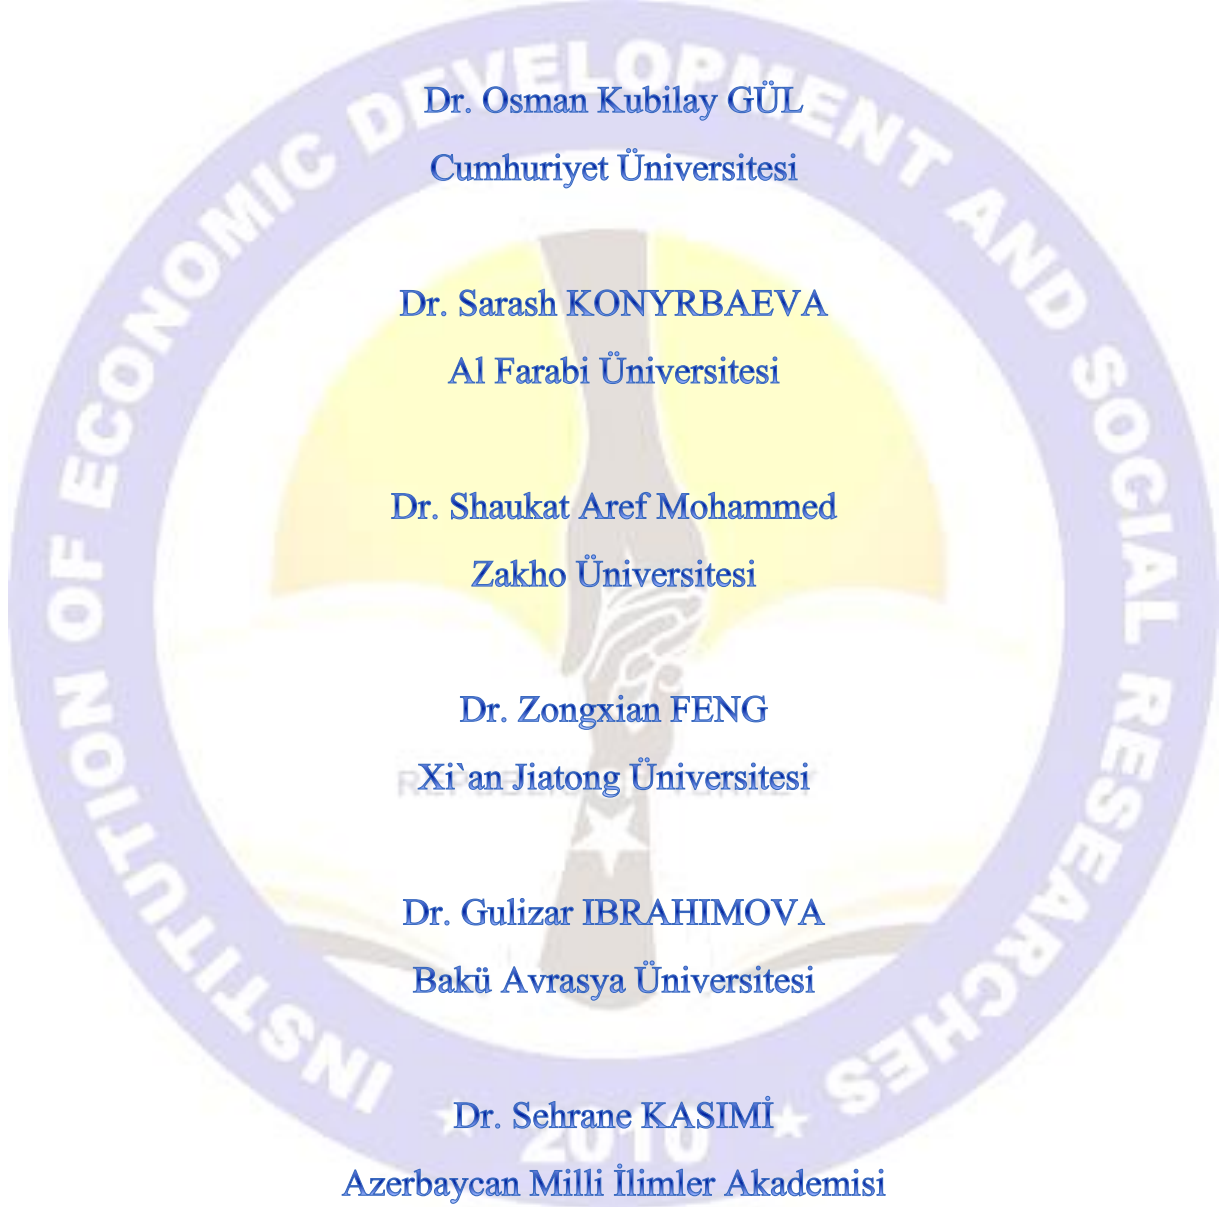 Dr. Osman Kubilay GÜL
Cumhuriyet Üniversitesi
Dr. Sarash KONYRBAEVA
Al Farabi Üniversitesi
Dr. Shaukat Aref Mohammed
Zakho Üniversitesi
Dr. Zongxian FENG
Xi`an Jiatong Üniversitesi
Dr. Gulizar IBRAHIMOVA
Bakü Avrasya Üniversitesi
Dr. Sehrane KASIMİ
Azerbaycan Milli İlimler Akademisi
INSTITUTION OF ECONOMIC DEVELOPMENT AND SOCIAL RESEARCHES
2010